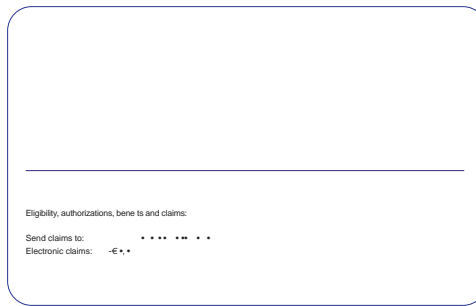 Eligibility, authorizations, bene ts and claims:
Send claims to:
Electronic claims: